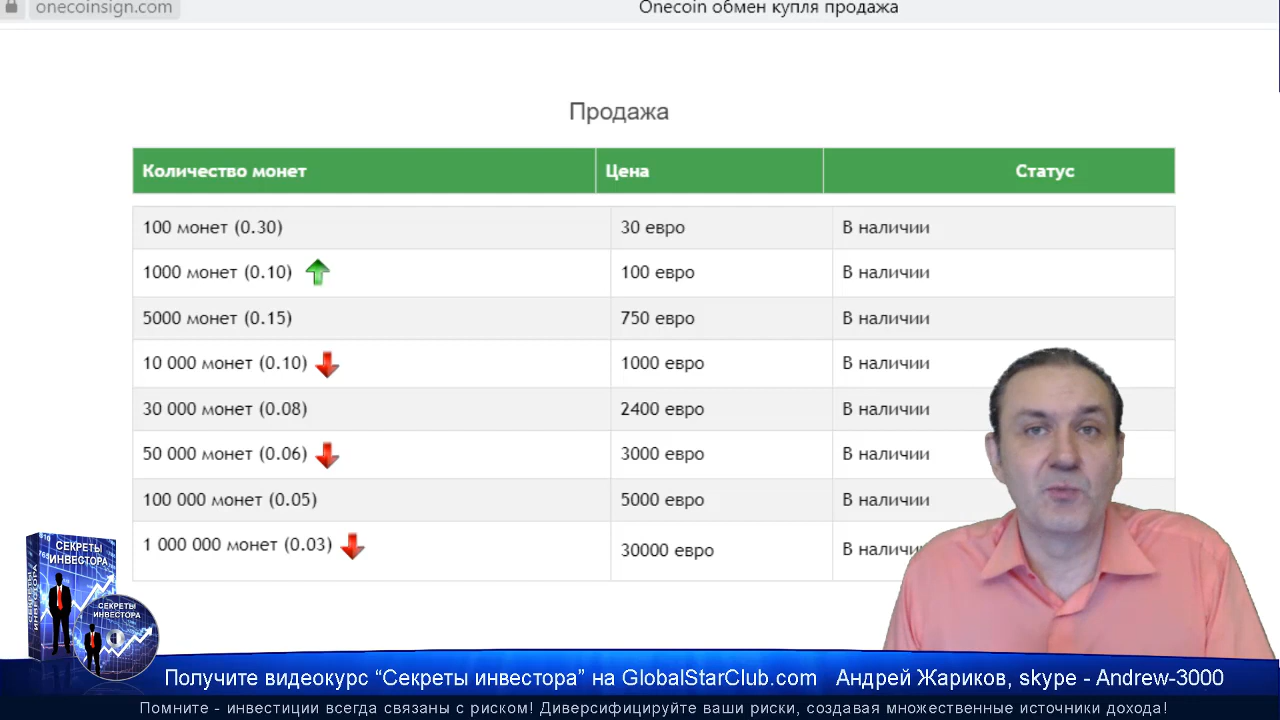 onecoinsign.com
Onecoin обмен купля продажа
Продажа
Количество монет Цена Статус
100 монет (0.30) 30 евро В наличии
1000 монет (0.10) 100 евро В наличии
5000 монет (0.15) 750 евро В наличии
10 000 монет (0.10) 1000 евро В наличии
30 000 монет (0.08) 2400 евро В наличии
50 000 монет (0.06) 3000 евро В наличии
100 000 монет (0.05) 5000 евро В наличии
1 000 000 монет (0.03) 30000 евро В наличи
СЕКРЕТЫ
ИНВЕСТОРА
СЕКРЕТЫ
ИНВЕСТОРА
Получите видеокурс “Секреты инвестора” на GlobalStarClub.com Андрей Жариков, skype - Andrew-3000
Помните - инвестиции всегда связаны с риском! Диверсифицируйте ваши риски, создавая множественные источники дохода!